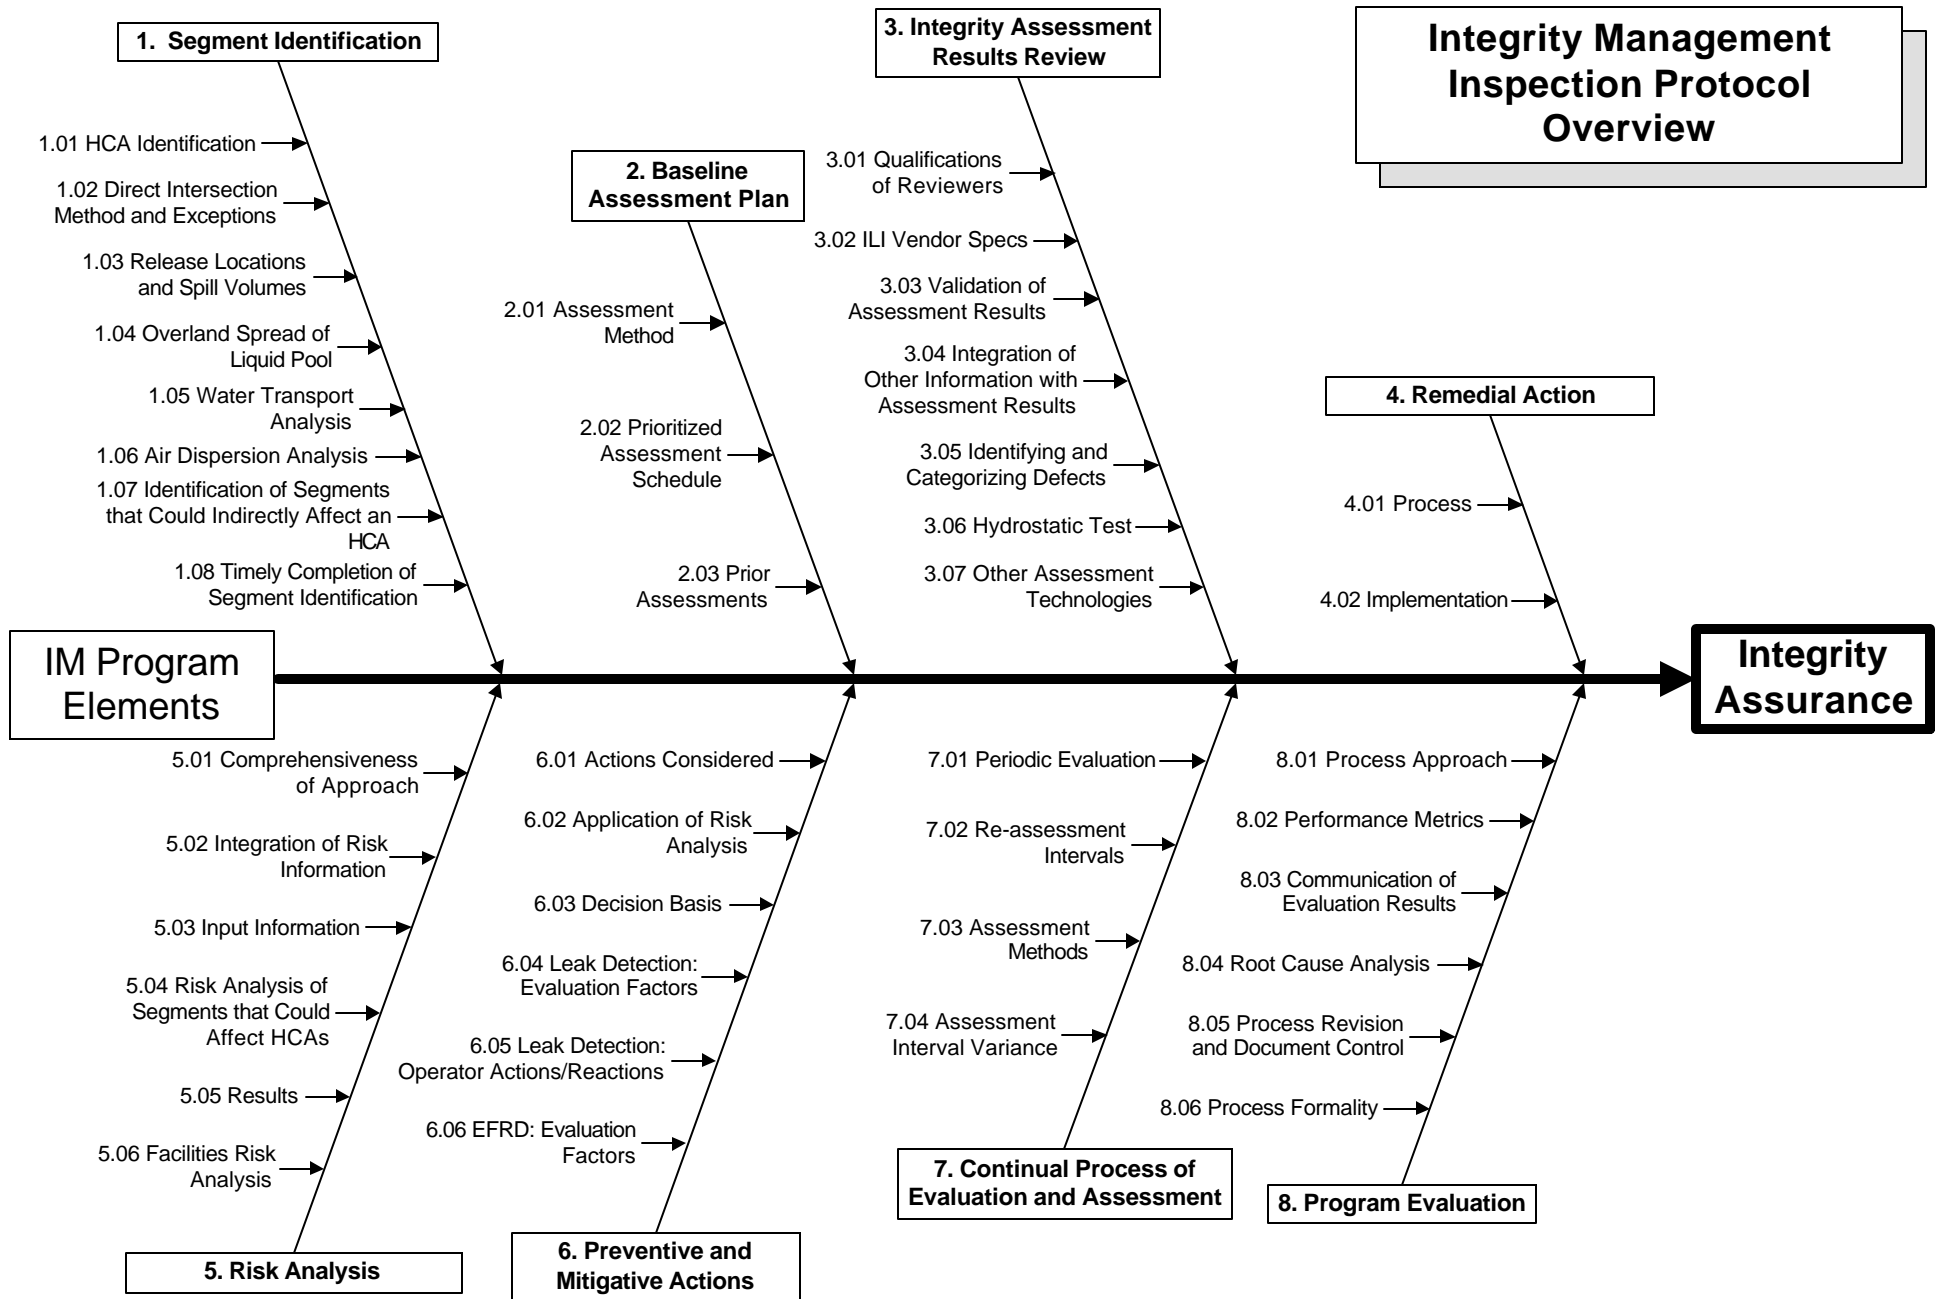 1. Segment Identification
1.01 HCA Identification
1.02 Direct Intersection
Method and Exceptions
1.03 Release Locations
and Spill Volumes
1.04 Overland Spread of
Liquid Pool
1.05 Water Transport
Analysis
1.06 Air Dispersion Analysis
1.07 Identification of Segments
that Could Indirectly Affect an
HCA
1.08 Timely Completion of
Segment Identification
2. Baseline
Assessment Plan
2.01 Assessment
Method
2.02 Prioritized
Assessment
Schedule
2.03 Prior
Assessments
3. Integrity Assessment
Results Review
3.01 Qualifications
of Reviewers
3.02 ILI Vendor Specs
3.03 Validation of
Assessment Results
3.04 Integration of
Other Information with
Assessment Results
3.05 Identifying and
Categorizing Defects
3.06 Hydrostatic Test
3.07 Other Assessment
Technologies
Integrity Management
Inspection Protocol
Overview
4. Remedial Action
4.01 Process
4.02 Implementation
IM Program
Elements
Integrity
Assurance
5.01 Comprehensiveness
of Approach
5.02 Integration of Risk
Information
5.03 Input Information
5.04 Risk Analysis of
Segments that Could
Affect HCAs
5.05 Results
5.06 Facilities Risk
Analysis
5. Risk Analysis
6.01 Actions Considered
6.02 Application of Risk
Analysis
6.03 Decision Basis
6.04 Leak Detection:
Evaluation Factors
6.05 Leak Detection:
Operator Actions/Reactions
6.06 EFRD: Evaluation
Factors
6. Preventive and
Mitigative Actions
7.01 Periodic Evaluation
7.02 Re-assessment
Intervals
7.03 Assessment
Methods
7.04 Assessment
Interval Variance
7. Continual Process of
Evaluation and Assessment
8.01 Process Approach
8.02 Performance Metrics
8.03 Communication of
Evaluation Results
8.04 Root Cause Analysis
8.05 Process Revision
and Document Control
8.06 Process Formality
8. Program Evaluation